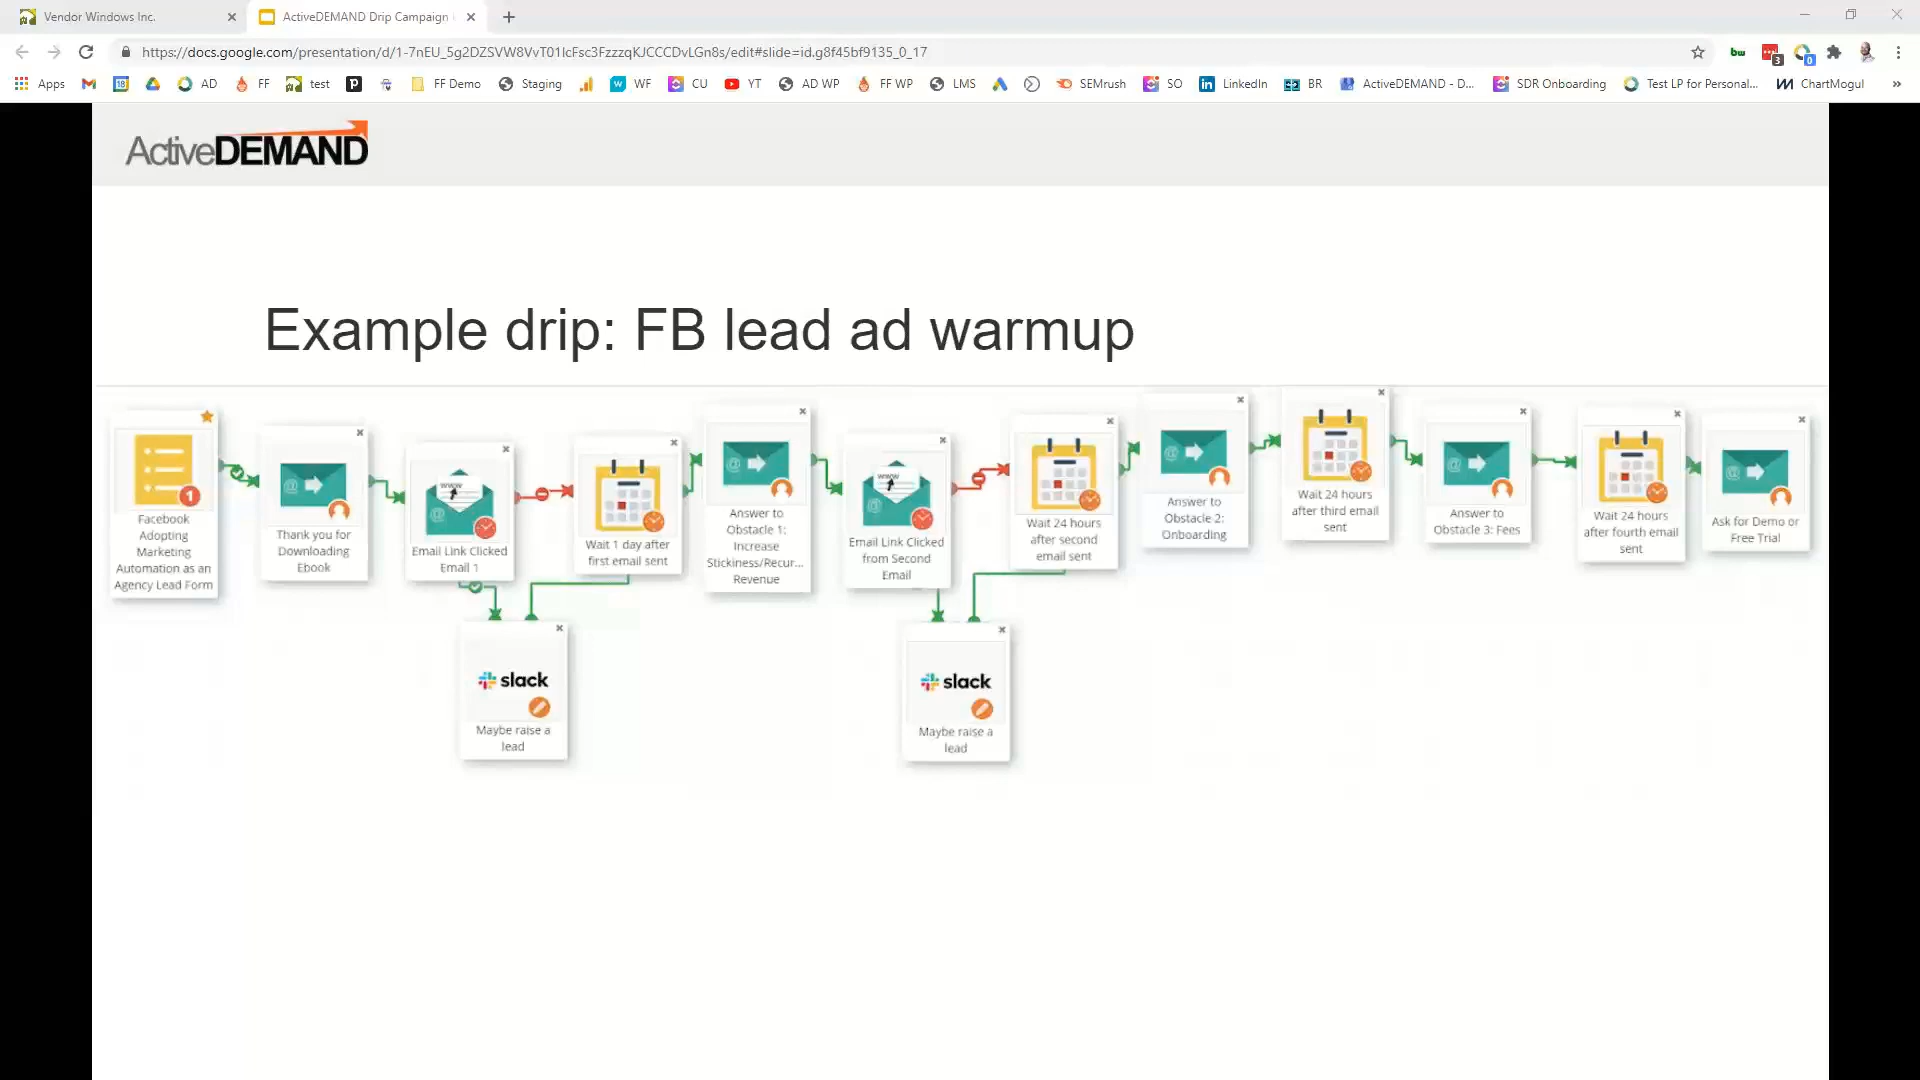 Vendor Windows Inc.
ActiveDEMAND Drip Campaign
https://docs.google.com/presentation/d/1-7nEU_5g2DZSVW8VvT01IcFsc3FzzzqKJCCCDvLGn8s/edit#slide=id.g8f45bf9135_0_17
bw
3
0
Apps
18
AD
FF
test
FF Demo
Staging
WF
CU
YT
AD WP
FF WP
LMS
SEMrush
SO
LinkedIn
BR
ActiveDEMAND - D...
SDR Onboarding
Test LP for Personal...
ChartMogul
ActiveDEMAND
Example drip: FB lead ad warmup
1
Facebook
Adopting
Marketing
Automation as an
Agency Lead Form
Thank you for
Downloading
Ebook
www
Email Link Clicked
Email 1
Wait 1 day after
first email sent
Answer to
Obstacle 1:
Increase
Stickiness/Recur...
Revenue
www
Email Link Clicked
from Second
Email
Wait 24 hours
after second
email sent
Answer to
Obstacle 2:
Onboarding
Wait 24 hours
after third email
sent
Answer to
Obstacle 3: Fees
Wait 24 hours
after fourth email
sent
Ask for Demo or
Free Trial
slack
Maybe raise a
lead
slack
Maybe raise a
lead